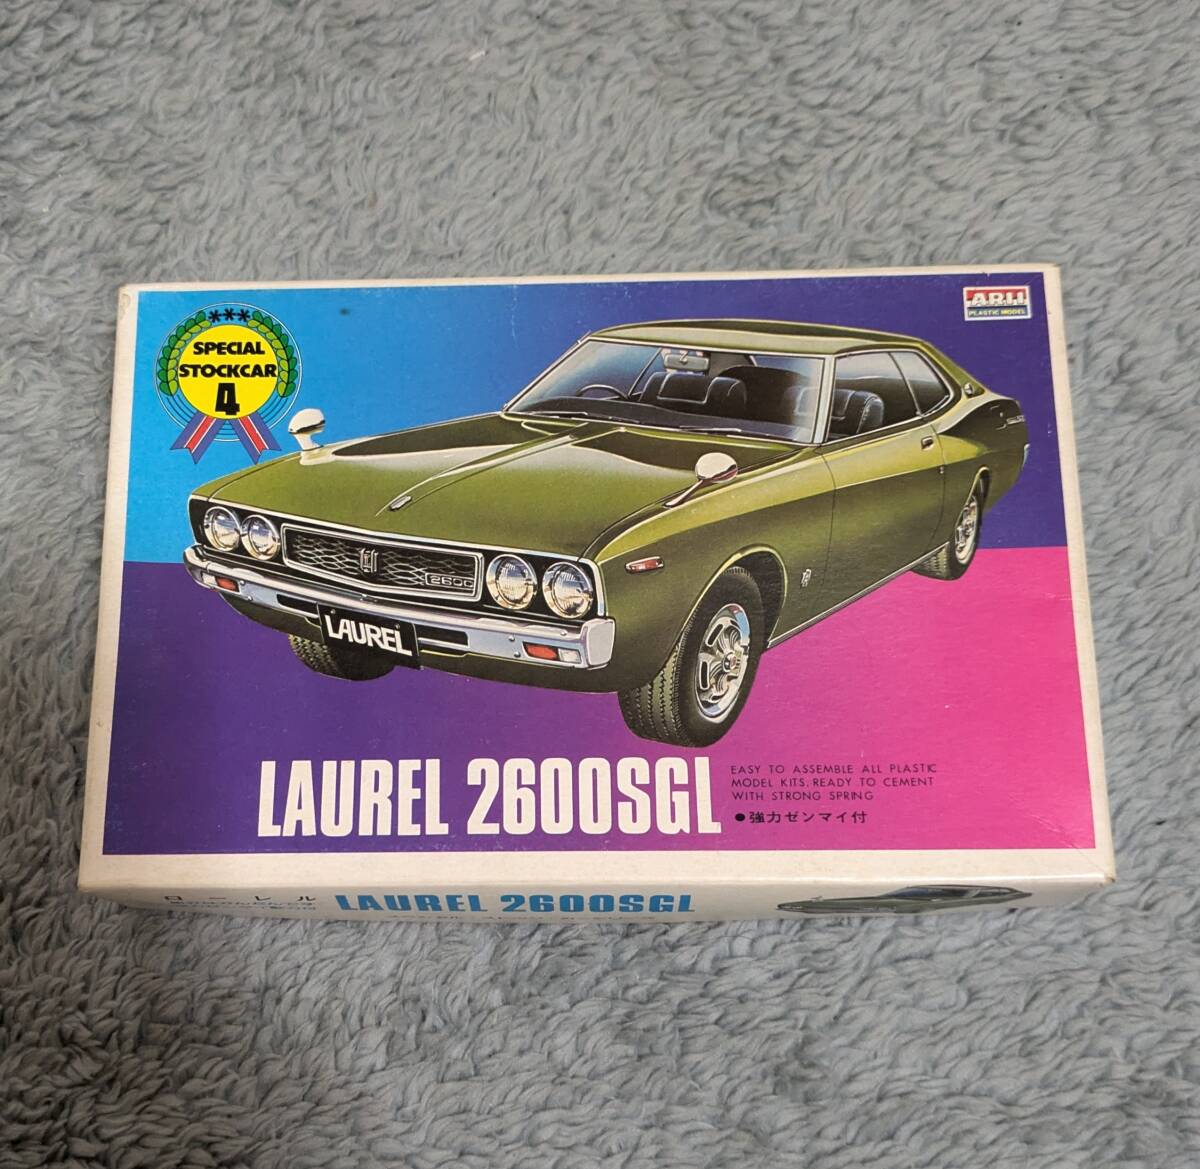 SPECIAL
STOCKCAR
4
ARII
PLASTIC MODEL
2600
LAUREL
LAUREL 2600SGL
EASY TO ASSEMBLE ALL PLASTIC
MODEL KITS. READY TO CEMENT
WITH STRONG SPRING
●強力ゼンマイ付
ローレル
LAUREL 2600SGL